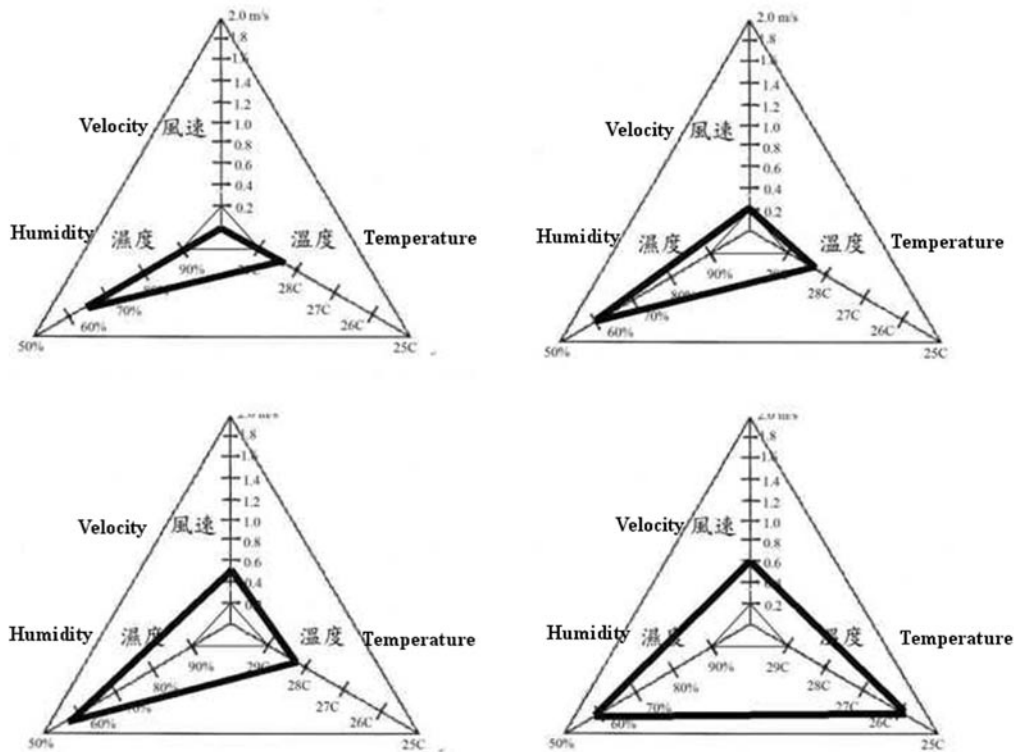 2.0 m/s
1.8
1.6
1.4
1.2
1.0
0.8
0.6
0.4
0.2
Velocity 風速
Humidity 濕度
溫度 Temperature
90%
80%
70%
60%
50%
28C
27C
26C
25C
2.0 m/s
1.8
1.6
1.4
1.2
1.0
0.8
0.6
0.4
0.2
Velocity 風速
Humidity 濕度
溫度 Temperature
90%
80%
70%
60%
50%
28C
27C
26C
25C
1.8
1.6
1.4
1.2
1.0
0.8
0.6
0.4
0.2
Velocity 風速
Humidity 濕度
溫度 Temperature
90%
29C
80%
28C
70%
27C
60%
26C
50%
25C
2.0 m/s
1.8
1.6
1.4
1.2
1.0
0.8
0.6
0.4
0.2
Velocity 風速
Humidity 濕度
溫度 Temperature
90%
29C
80%
28C
70%
27C
60%
26C
50%
25C